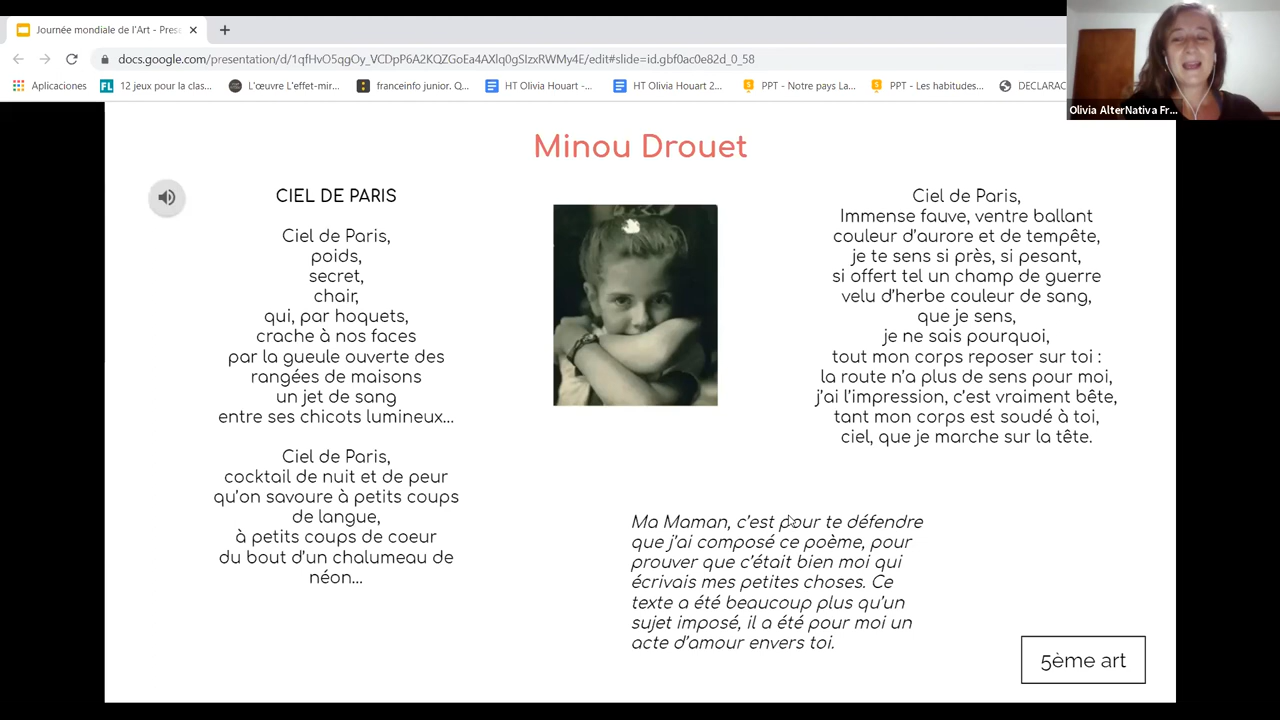 Journée mondiale de l'Art - Pres
docs.google.com/presentation/d/1qfHvO5qgOy_VCDpP6A2KQZGoEa4AXlq0gSIzxRWMy4E/edit#slide=id.gbf0ac0e82d_0_58
Aplicaciones
12 jeux pour la clas...
L'œuvre L'effet-mir...
franceinfo junior. Q...
HT Olivia Houart -...
HT Olivia Houart 2...
PPT - Notre pays La...
PPT - Les habitudes...
DECLARAC
Olivia AlterNativa Fr...
Minou Drouet
CIEL DE PARIS
Ciel de Paris,
poids,
secret,
chair,
qui, par hoquets,
crache à nos faces
par la gueule ouverte des
rangées de maisons
un jet de sang
entre ses chicots lumineux...
Ciel de Paris,
cocktail de nuit et de peur
qu'on savoure à petits coups
de langue,
à petits coups de coeur
du bout d'un chalumeau de
néon...
Ciel de Paris,
Immense fauve, ventre ballant
couleur d'aurore et de tempête,
je te sens si près, si pesant,
si offert tel un champ de guerre
velu d'herbe couleur de sang,
que je sens,
je ne sais pourquoi,
tout mon corps reposer sur toi :
la route n'a plus de sens pour moi,
j'ai l'impression, c'est vraiment bête,
tant mon corps est soudé à toi,
ciel, que je marche sur la tête.
Ma Maman, c'est pour te défendre
que j'ai composé ce poème, pour
prouver que c'était bien moi qui
écrivais mes petites choses. Ce
texte a été beaucoup plus qu'un
sujet imposé, il a été pour moi un
acte d'amour envers toi.
5ème art